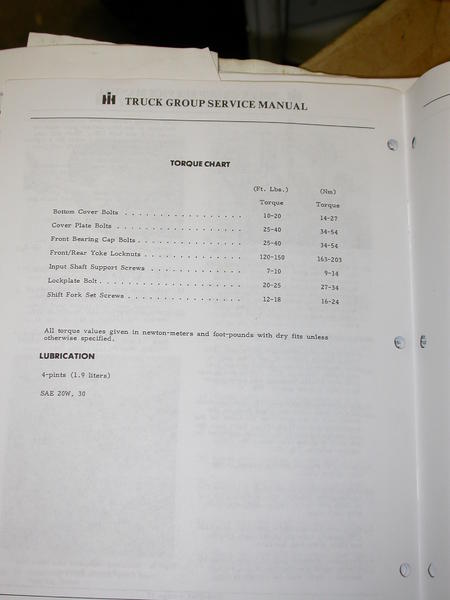 IH TRUCK GROUP SERVICE MANUAL
TORQUE CHART
(Ft. Lbs.) (Nm)
Torque Torque
Bottom Cover Bolts . . . . . . . . . . . . . . . . . 10-20 14-27
Cover Plate Bolts . . . . . . . . . . . . . . . . . . 25-40 34-54
Front Bearing Cap Bolts . . . . . . . . . . . . . . . 25-40 34-54
Front/Rear Yoke Locknuts . . . . . . . . . . . . . . 120-150 163-203
Input Shaft Support Screws . . . . . . . . . . . . . 7-10 9-14
Lockplate Bolt . . . . . . . . . . . . . . . . . . . . 20-25 27-34
Shift Fork Set Screws . . . . . . . . . . . . . . . . 12-18 16-24
All torque values given in newton-meters and foot-pounds with dry fits unless
otherwise specified.
LUBRICATION
4-pints (1.9 liters)
SAE 20W, 30